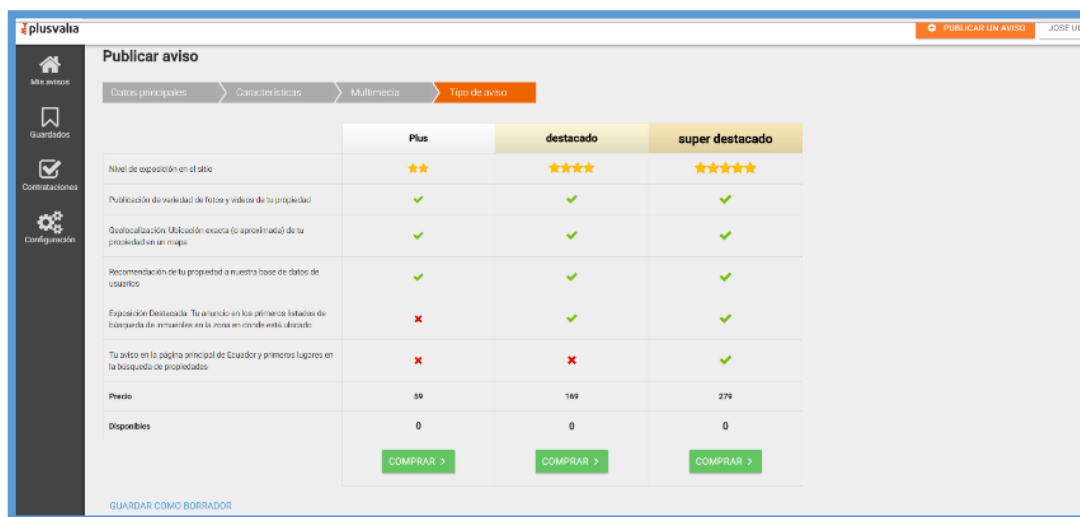 plusvalia
PUBLICAR UN AVISO
Mis avisos
Guardados
Contrataciones
Configuración
Publicar aviso
Datos principales
Características
Multimedia
Tipo de aviso
Plus
destacado
super destacado
Nivel de exposición en el sitio
Publicación de variedad de fotos y videos de tu propiedad
Geolocalización. Ubicación exacta (o aproximada) de tu
propiedad en un mapa
Recomendación de tu propiedad a nuestra base de datos de
usuarios
Exposición Destacada. Tu anuncio en los primeros listados de
búsqueda de inmuebles en la zona en donde está ubicado
Tu aviso en la página principal de Ecuador y primeros lugares en
la búsqueda de propiedades
Precio 59 169 279
Disponibles 0 0 0
COMPRAR > COMPRAR > COMPRAR >
GUARDAR COMO BORRADOR